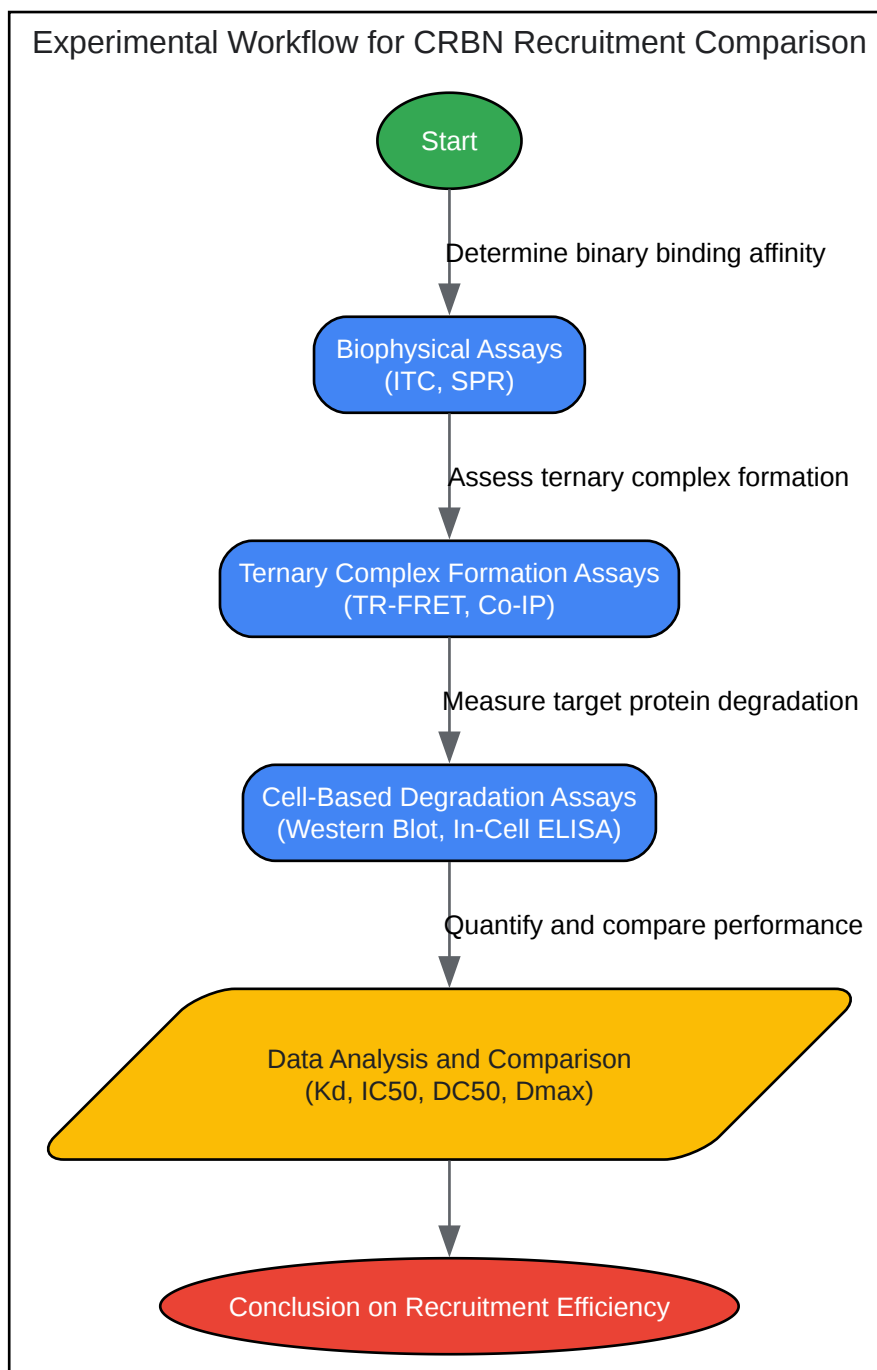 Experimental Workflow for CRBN Recruitment Comparison
Start
Determine binary binding affinity
Biophysical Assays
(ITC, SPR)
Assess ternary complex formation
Ternary Complex Formation Assays
(TR-FRET, Co-IP)
Measure target protein degradation
Cell-Based Degradation Assays
(Western Blot, In-Cell ELISA)
Quantify and compare performance
Data Analysis and Comparison
(Kd, IC50, DC50, Dmax)
Conclusion on Recruitment Efficiency